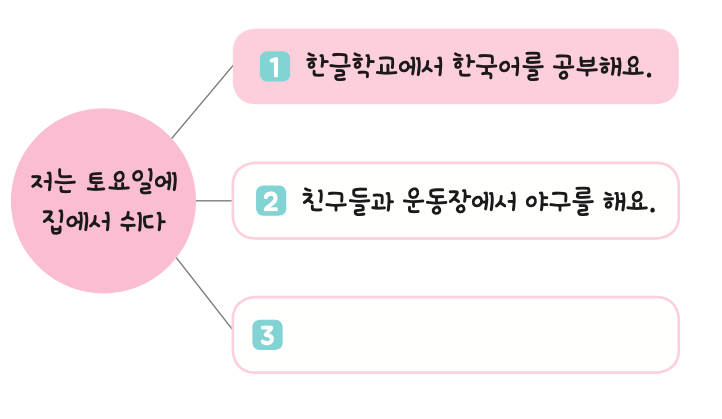 저는 토요일에
집에서 쉬다
1 한글학교에서 한국어를 공부해요.
2 친구들과 운동장에서 야구를 해요.
3